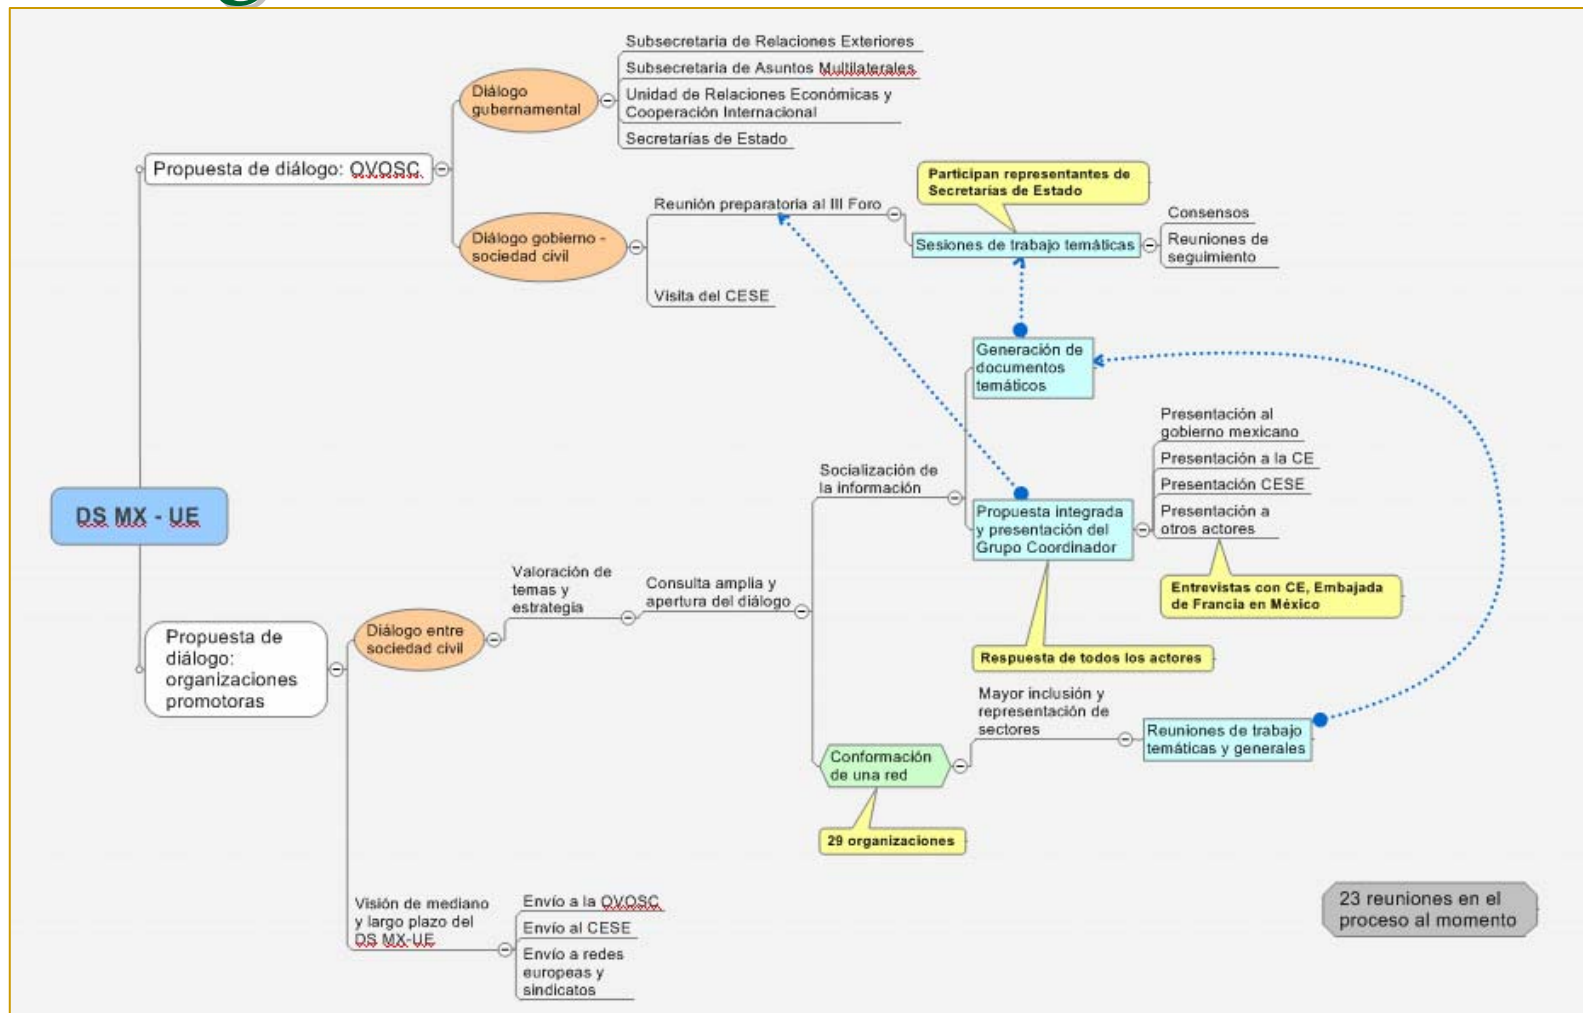 Subsecretaría de Relaciones Exteriores
Subsecretaría de Asuntos Multilaterales
Unidad de Relaciones Económicas y
Cooperación Internacional
Secretarías de Estado
Diálogo
gubernamental
Propuesta de diálogo: OVOSC
Participan representantes de
Secretarías de Estado
Reunión preparatoria al III Foro
Diálogo gobierno -
sociedad civil
Sesiones de trabajo temáticas
Consensos
Reuniones de
seguimiento
Visita del CESE
Generación de
documentos
temáticos
Presentación al
gobierno mexicano
Presentación a la CE
Presentación CESE
Presentación a
otros actores
Socialización de
la información
DS MX - UE
Propuesta integrada
y presentación del
Grupo Coordinador
Entrevistas con CE, Embajada
de Francia en México
Valoración de
temas y
estrategia
Consulta amplia y
apertura del diálogo
Propuesta de
diálogo:
organizaciones
promotoras
Diálogo entre
sociedad civil
Respuesta de todos los actores
Mayor inclusión y
representación de
sectores
Reuniones de trabajo
temáticas y generales
Conformación
de una red
29 organizaciones
Visión de mediano
y largo plazo del
DS MX-UE
Envío a la OVOSC
Envío al CESE
Envío a redes
europeas y
sindicatos
23 reuniones en el
proceso al momento